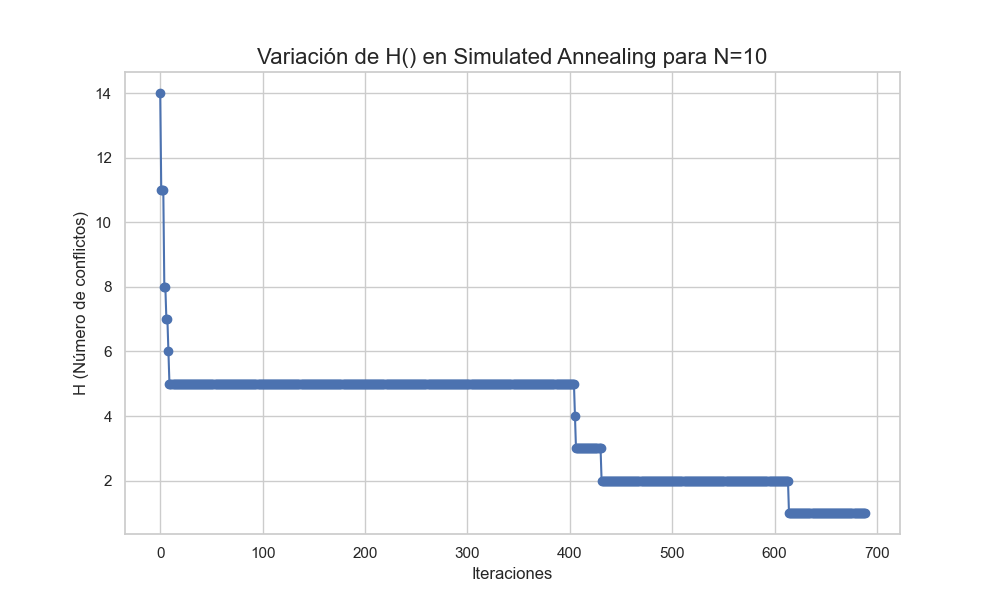 Variación de H() en Simulated Annealing para N=10
H (Número de conflictos)
14
12
10
8
6
4
2
0 100 200 300 400 500 600 700
Iteraciones